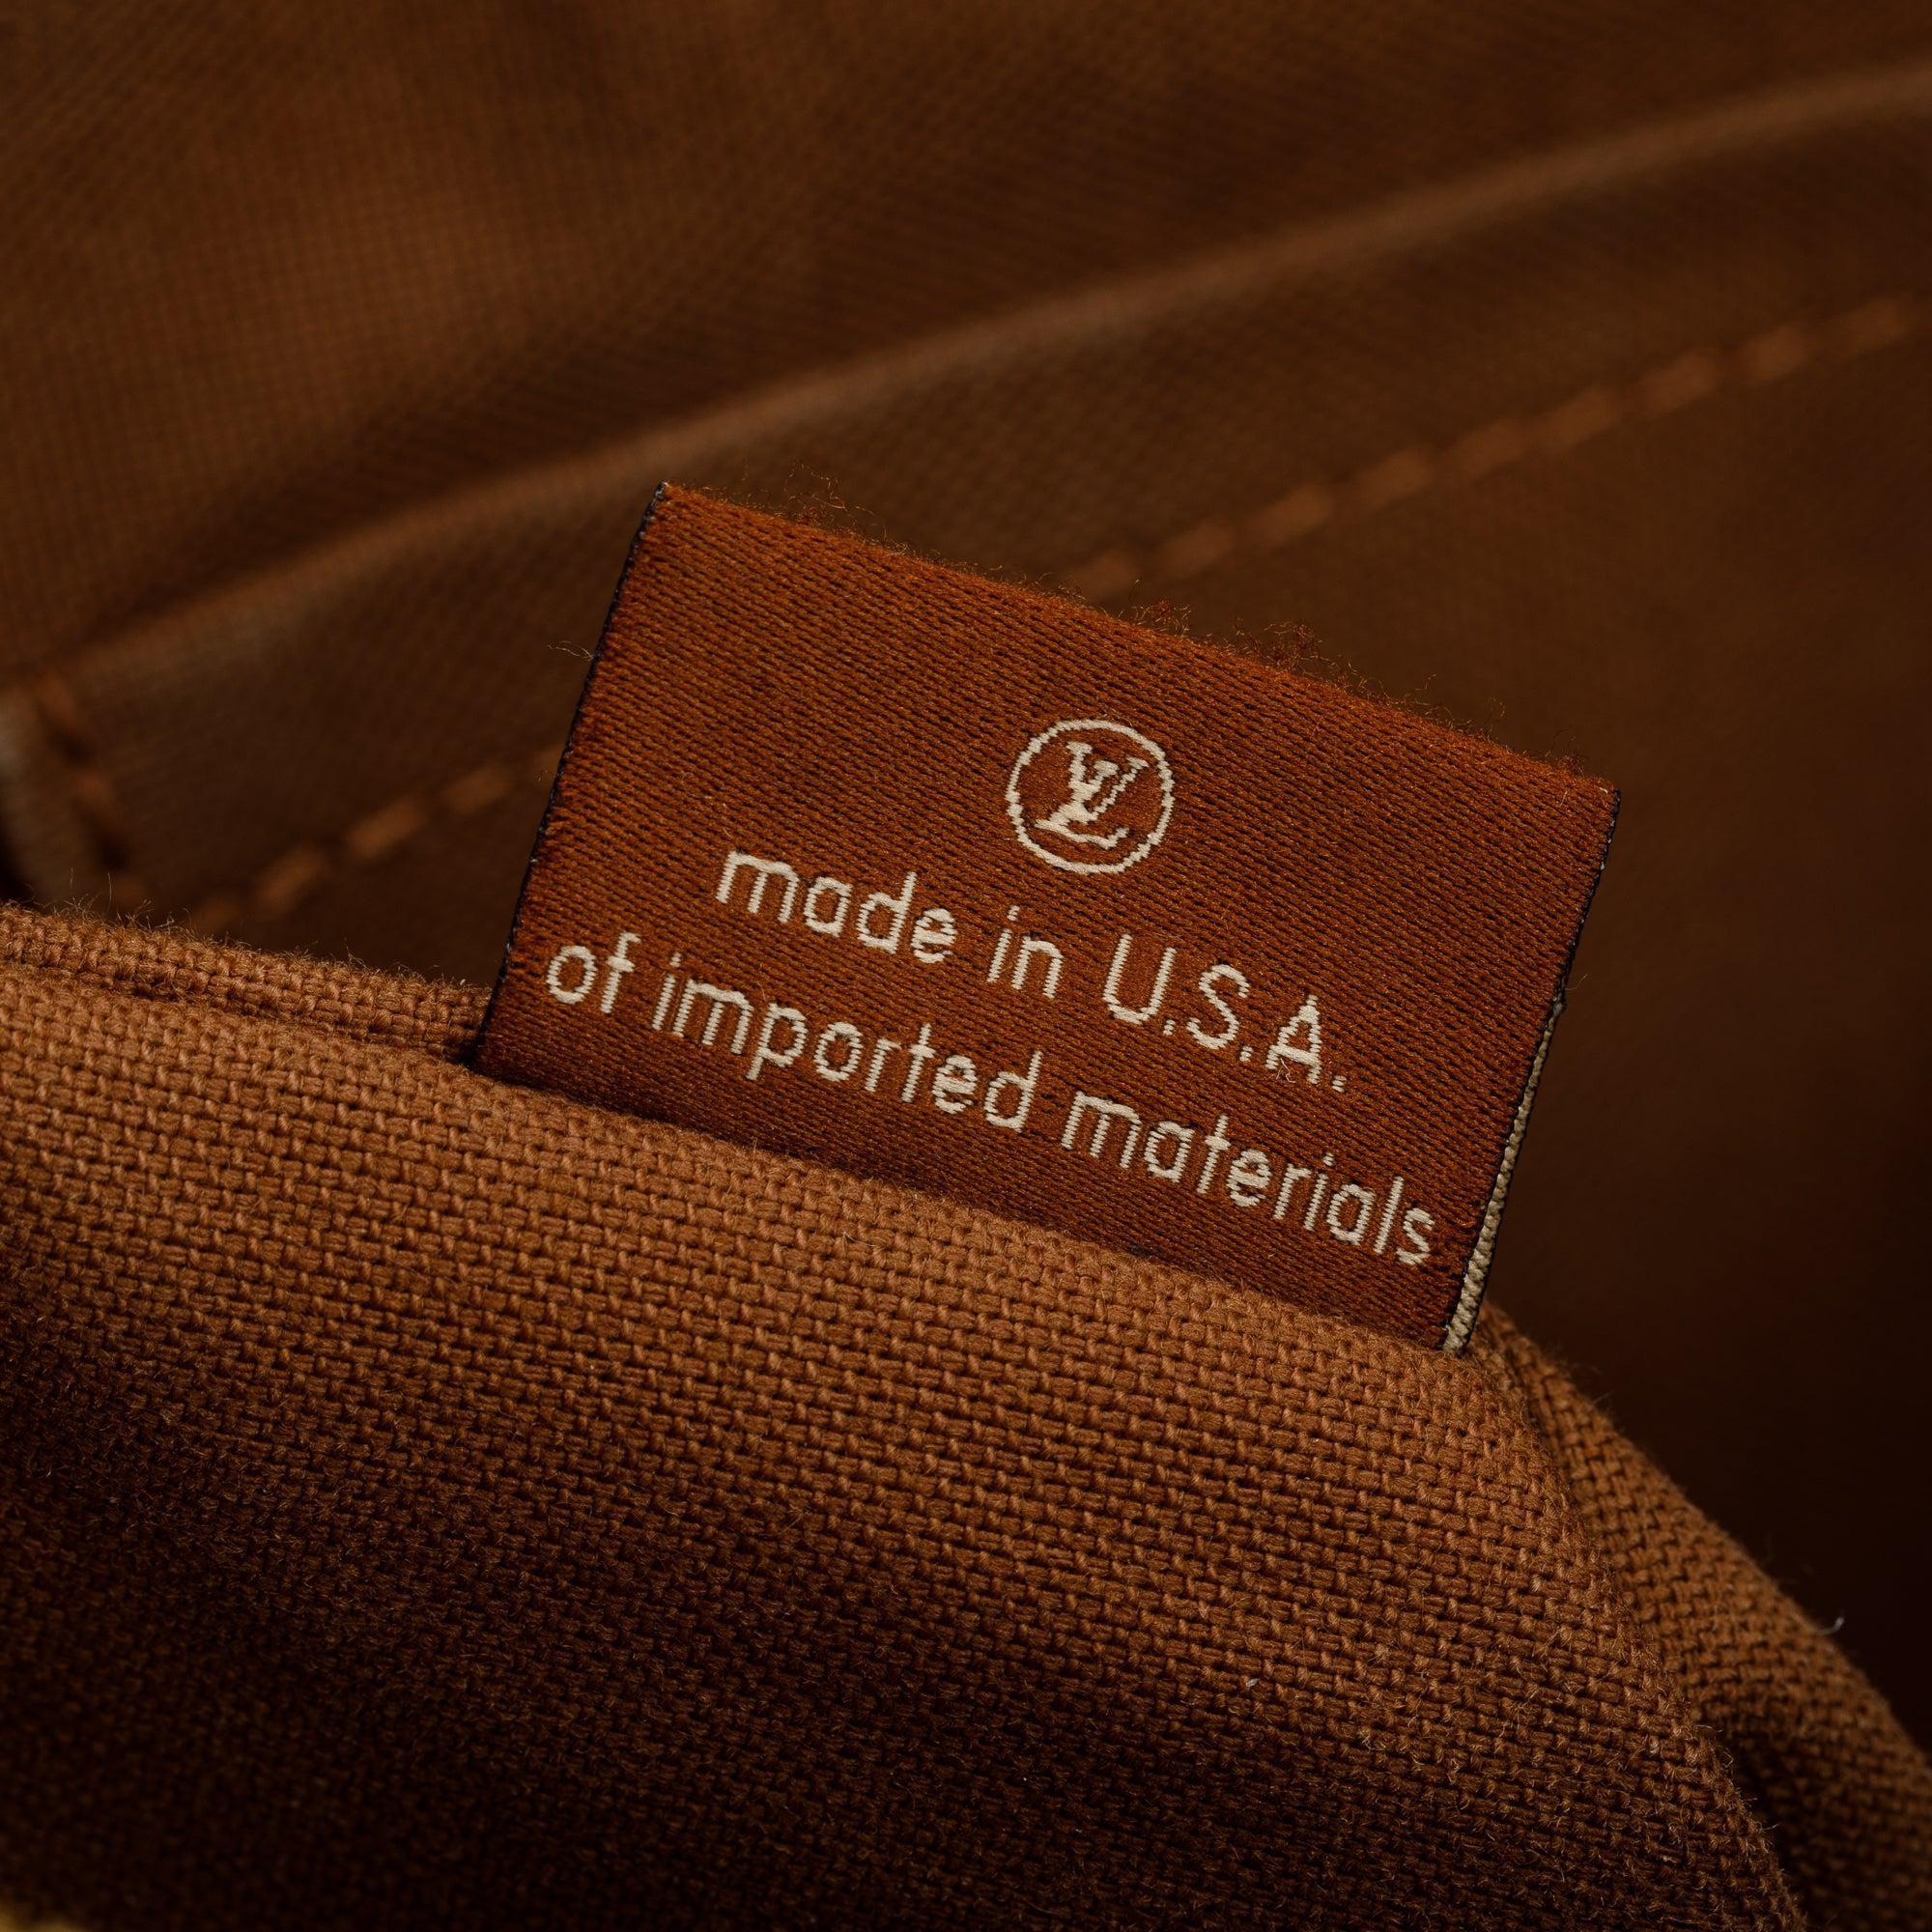 LV
made in U.S.A.
of imported materials